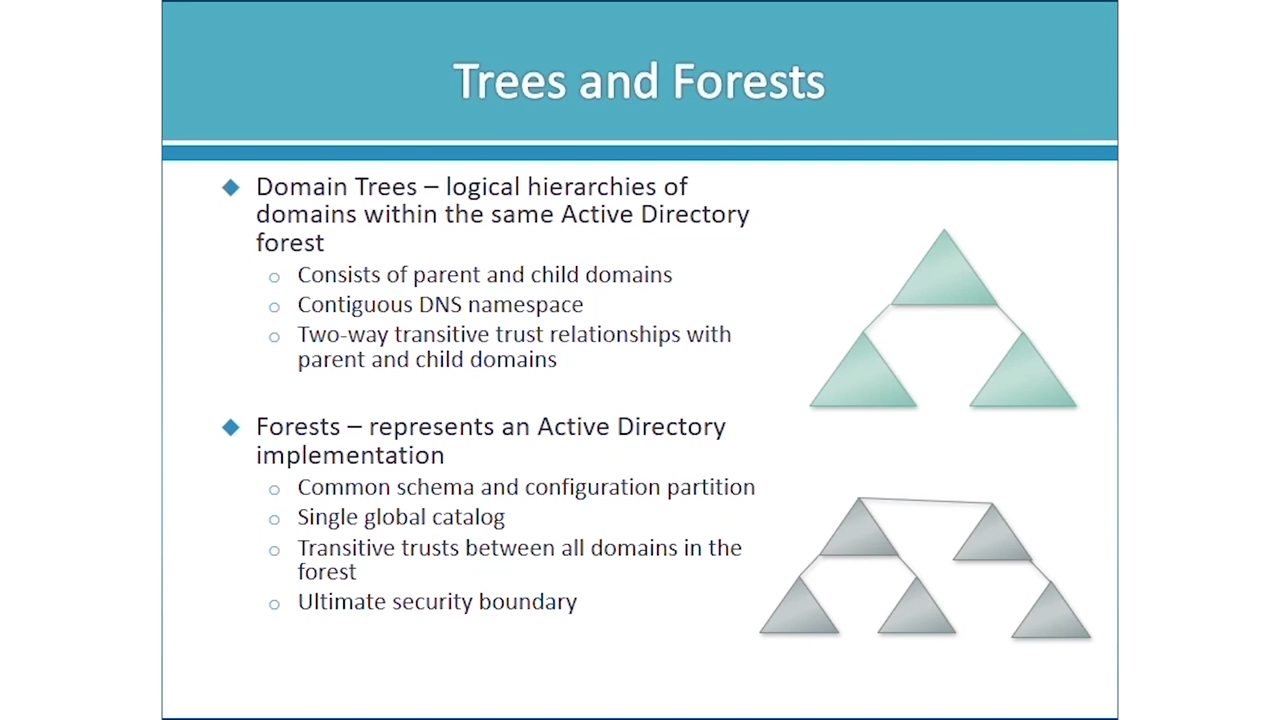 Trees and Forests
◆ Domain Trees – logical hierarchies of
domains within the same Active Directory
forest
○ Consists of parent and child domains
○ Contiguous DNS namespace
○ Two-way transitive trust relationships with
parent and child domains
◆ Forests – represents an Active Directory
implementation
○ Common schema and configuration partition
○ Single global catalog
○ Transitive trusts between all domains in the
forest
○ Ultimate security boundary